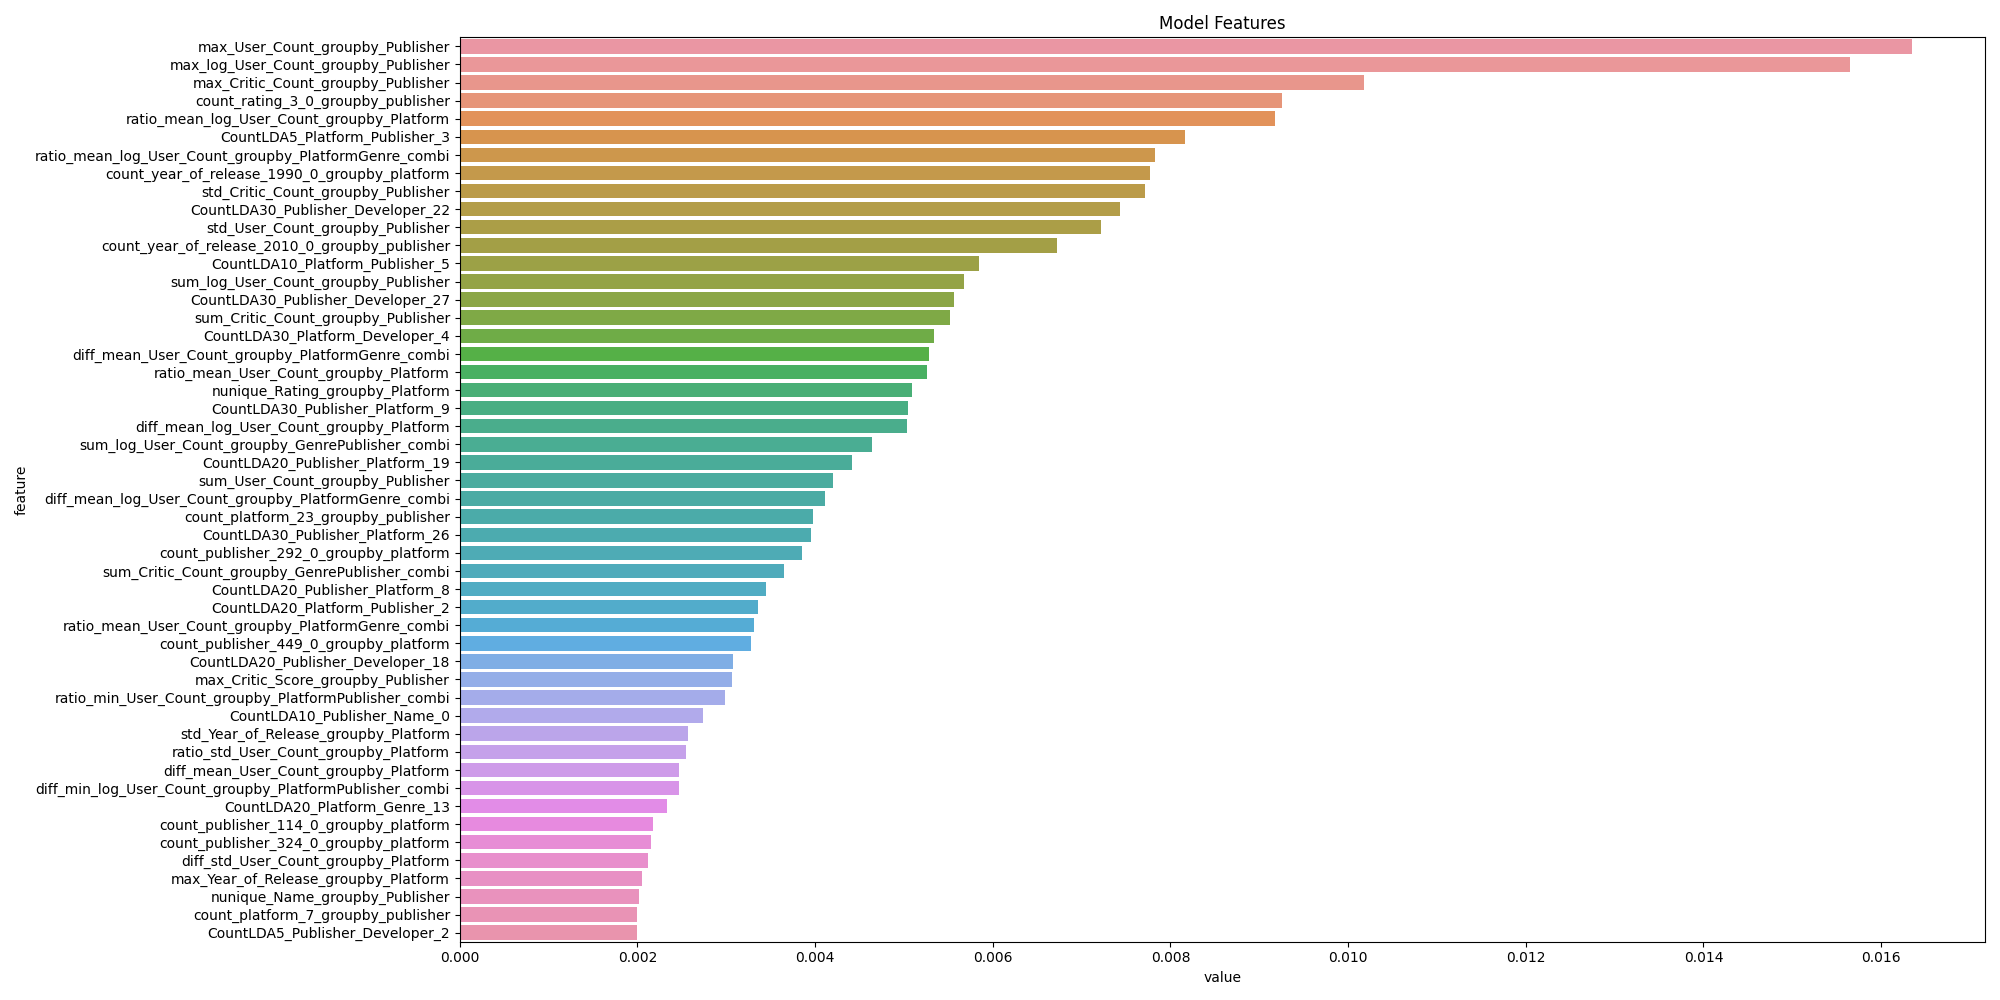 Model Features
max_User_Count_groupby_Publisher
max_log_User_Count_groupby_Publisher
max_Critic_Count_groupby_Publisher
count_rating_3_0_groupby_publisher
ratio_mean_log_User_Count_groupby_Platform
CountLDA5_Platform_Publisher_3
ratio_mean_log_User_Count_groupby_PlatformGenre_combi
count_year_of_release_1990_0_groupby_platform
std_Critic_Count_groupby_Publisher
CountLDA30_Publisher_Developer_22
std_User_Count_groupby_Publisher
count_year_of_release_2010_0_groupby_publisher
CountLDA10_Platform_Publisher_5
sum_log_User_Count_groupby_Publisher
CountLDA30_Publisher_Developer_27
sum_Critic_Count_groupby_Publisher
CountLDA30_Platform_Developer_4
diff_mean_User_Count_groupby_PlatformGenre_combi
ratio_mean_User_Count_groupby_Platform
nunique_Rating_groupby_Platform
CountLDA30_Publisher_Platform_9
diff_mean_log_User_Count_groupby_Platform
sum_log_User_Count_groupby_GenrePublisher_combi
CountLDA20_Publisher_Platform_19
sum_User_Count_groupby_Publisher
diff_mean_log_User_Count_groupby_PlatformGenre_combi
count_platform_23_groupby_publisher
CountLDA30_Publisher_Platform_26
count_publisher_292_0_groupby_platform
sum_Critic_Count_groupby_GenrePublisher_combi
CountLDA20_Publisher_Platform_8
CountLDA20_Platform_Publisher_2
ratio_mean_User_Count_groupby_PlatformGenre_combi
count_publisher_449_0_groupby_platform
CountLDA20_Publisher_Developer_18
max_Critic_Score_groupby_Publisher
ratio_min_User_Count_groupby_PlatformPublisher_combi
CountLDA10_Publisher_Name_0
std_Year_of_Release_groupby_Platform
ratio_std_User_Count_groupby_Platform
diff_mean_User_Count_groupby_Platform
diff_min_log_User_Count_groupby_PlatformPublisher_combi
CountLDA20_Platform_Genre_13
count_publisher_114_0_groupby_platform
count_publisher_324_0_groupby_platform
diff_std_User_Count_groupby_Platform
max_Year_of_Release_groupby_Platform
nunique_Name_groupby_Publisher
count_platform_7_groupby_publisher
CountLDA5_Publisher_Developer_2
feature
0.000 0.002 0.004 0.006 0.008 0.010 0.012 0.014 0.016
value